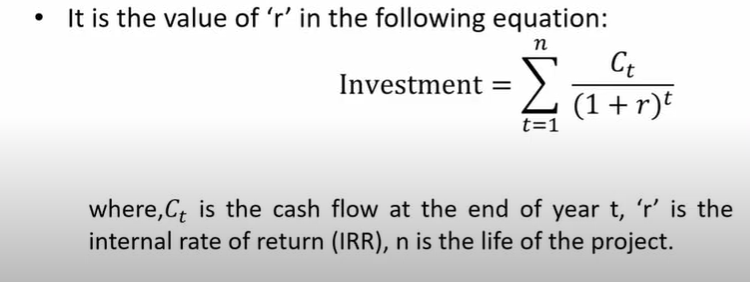 • It is the value of ‘r’ in the following equation:
Investment = \sum_{t=1}^{n} \frac{C_t}{(1 + r)^t}
where,C_t is the cash flow at the end of year t, ‘r’ is the
internal rate of return (IRR), n is the life of the project.